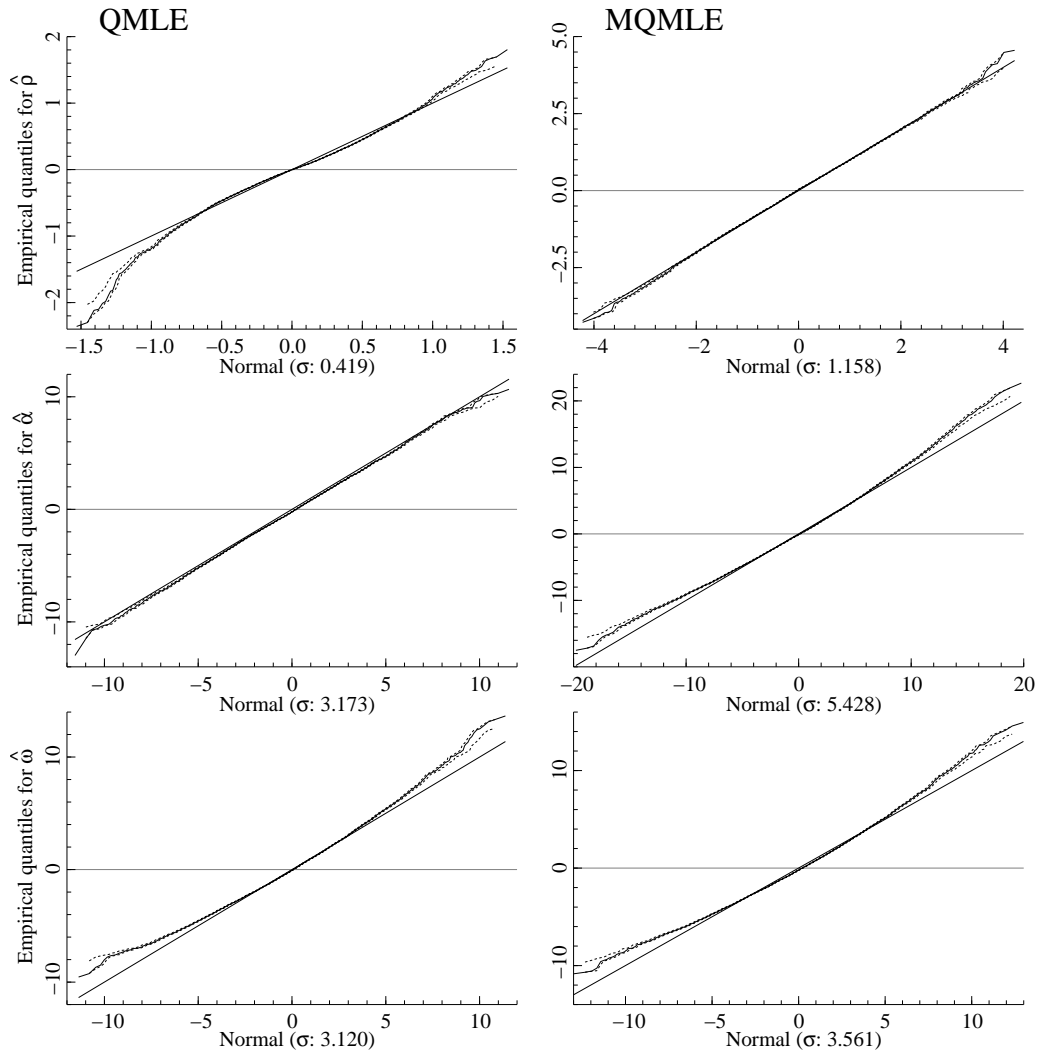 QMLE MQMLE
Empirical quantiles for ρ̂
2
1
0
−1
−2
−1.5 −1.0 −0.5 0.0 0.5 1.0 1.5
Normal (σ: 0.419)
5.0
2.5
0.0
−2.5
−4 −2 0 2 4
Normal (σ: 1.158)
Empirical quantiles for α̂
10
0
−10
−10 −5 0 5 10
Normal (σ: 3.173)
20
10
0
−10
−20 −10 0 10 20
Normal (σ: 5.428)
Empirical quantiles for ω̂
10
0
−10
−10 −5 0 5 10
Normal (σ: 3.120)
10
0
−10
−10 −5 0 5 10
Normal (σ: 3.561)